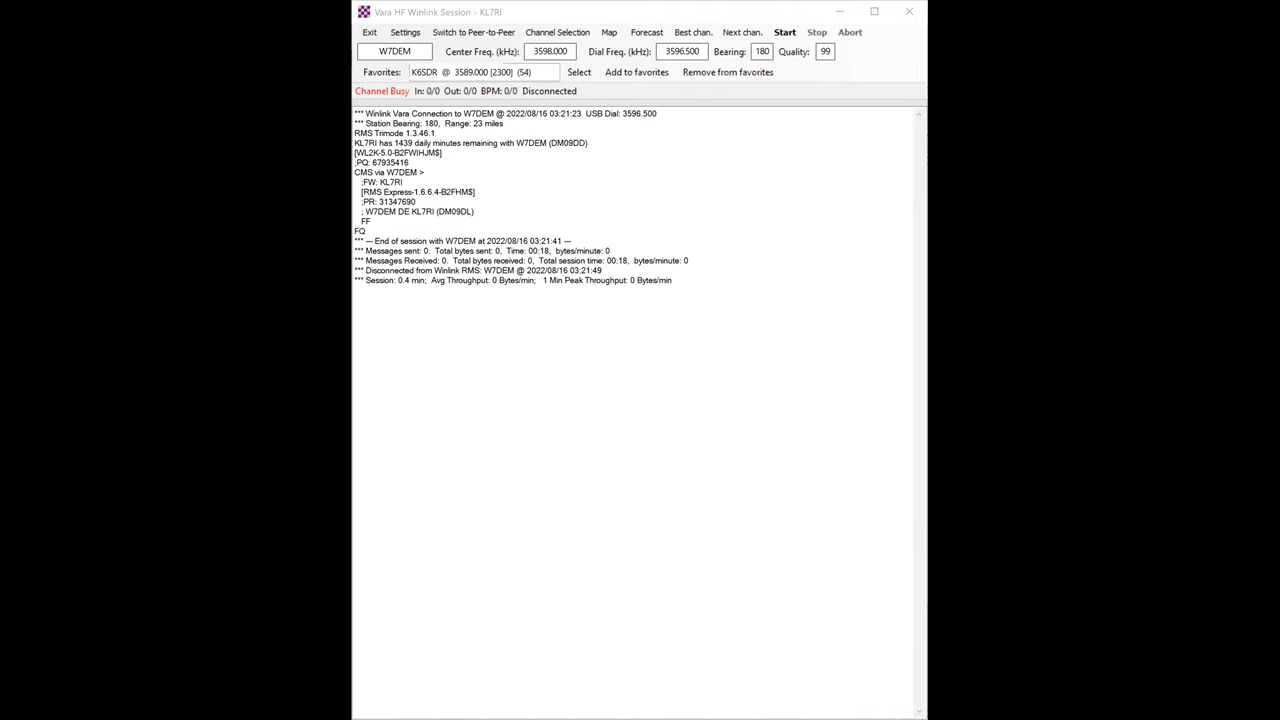 Vara HF Winlink Session - KL7RI
Exit Settings Switch to Peer-to-Peer Channel Selection Map Forecast Best chan. Next chan. Start Stop Abort
W7DEM Center Freq. (kHz): 3598.000 Dial Freq. (kHz): 3596.500 Bearing: 180 Quality: 99
Favorites: K6SDR @ 3589.000 [2300] (54) Select Add to favorites Remove from favorites
Channel Busy In: 0/0 Out: 0/0 BPM: 0/0 Disconnected
*** Winlink Vara Connection to W7DEM @ 2022/08/16 03:21:23 USB Dial: 3596.500
*** Station Bearing: 180, Range: 23 miles
RMS Trimode 1.3.46.1
KL7RI has 1439 daily minutes remaining with W7DEM (DM09DD)
[WL2K-5.0-B2FWIHJM$]
;PQ: 67935416
CMS via W7DEM >
;FW: KL7RI
[RMS Express-1.6.6.4-B2FHM$]
;PR: 31347690
; W7DEM DE KL7RI (DM09DL)
FF
FQ
*** --- End of session with W7DEM at 2022/08/16 03:21:41 ---
*** Messages sent: 0. Total bytes sent: 0, Time: 00:18, bytes/minute: 0
*** Messages Received: 0. Total bytes received: 0, Total session time: 00:18, bytes/minute: 0
*** Disconnected from Winlink RMS: W7DEM @ 2022/08/16 03:21:49
*** Session: 0.4 min; Avg Throughput: 0 Bytes/min; 1 Min Peak Throughput: 0 Bytes/min